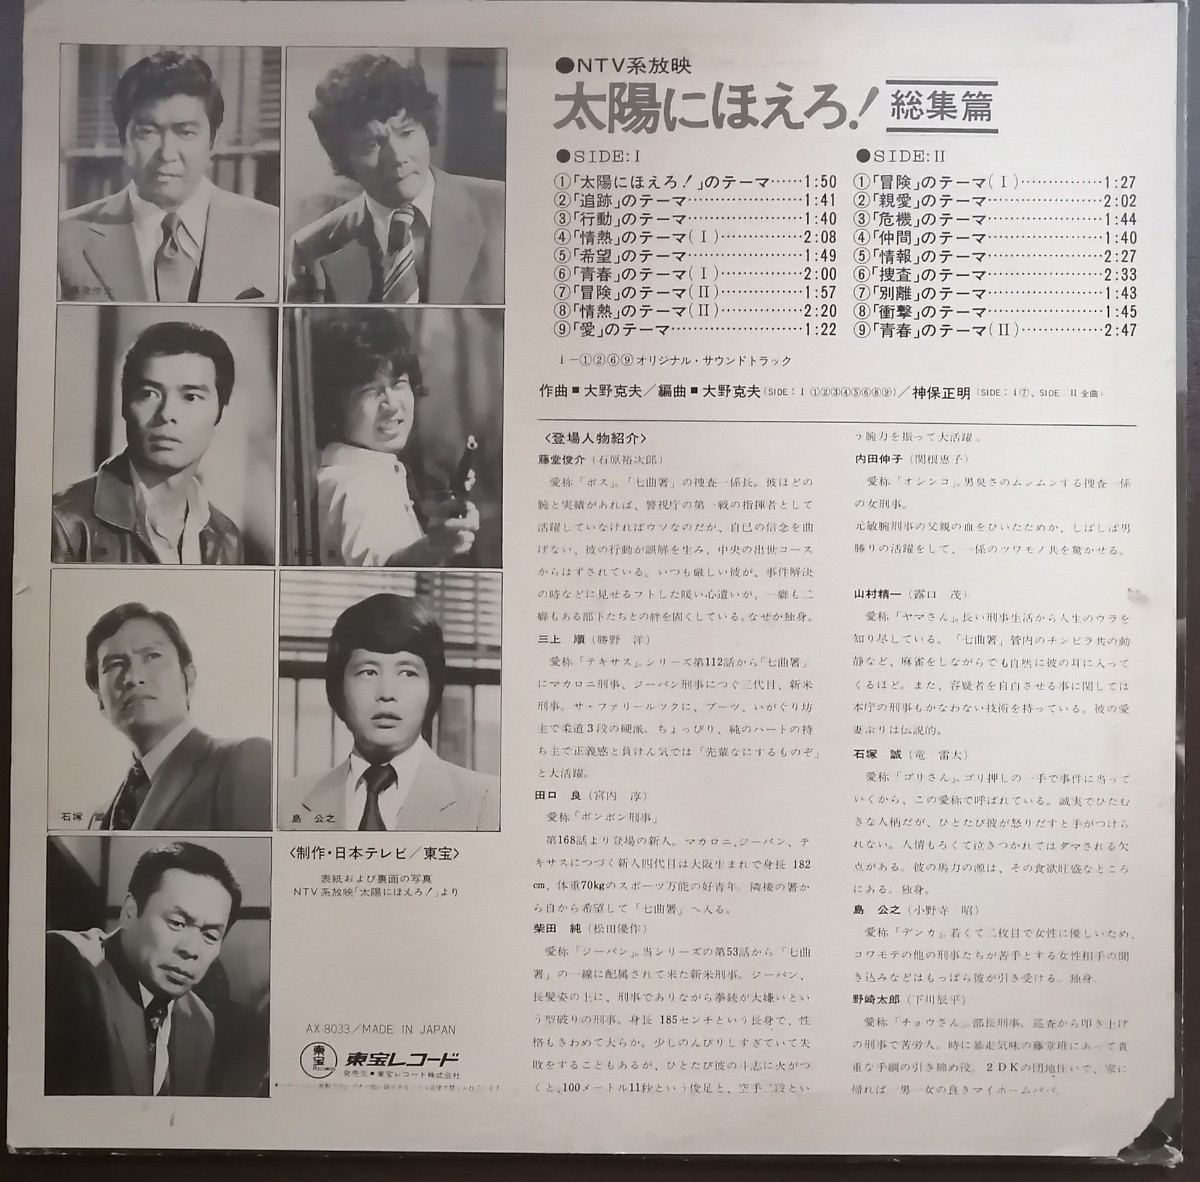 ●NTV系放映
太陽にほえろ! 総集篇
●SIDE:I
①「太陽にほえろ!」のテーマ……1:50
②「追跡」のテーマ……………1:41
③「行動」のテーマ……………1:40
④「情熱」のテーマ(I)…………2:08
⑤「希望」のテーマ……………1:49
⑥「青春」のテーマ(I)…………2:00
⑦「冒険」のテーマ(II)…………1:57
⑧「情熱」のテーマ(II)…………2:20
⑨「愛」のテーマ………………1:22
●SIDE:II
①「冒険」のテーマ(I)…………1:27
②「親愛」のテーマ……………2:02
③「危機」のテーマ……………1:44
④「仲間」のテーマ……………1:40
⑤「情報」のテーマ……………2:27
⑥「捜査」のテーマ……………2:33
⑦「別離」のテーマ……………1:43
⑧「衝撃」のテーマ……………1:45
⑨「青春」のテーマ(II)…………2:47
I-①②⑥⑨オリジナル・サウンドトラック
作曲■大野克夫/編曲■大野克夫(SIDE:I ①②③④⑤⑥⑧⑨)/神保正明(SIDE:I⑦、SIDE II全曲)
〈登場人物紹介〉
藤堂俊介(石原裕次郎)
愛称「ボス」。「七曲署」の捜査一係長。彼ほどの
腕と実績があれば、警視庁の第一戦の指揮者として
活躍していなければウソなのだが、自己の信念を曲
げない、彼の行動が誤解を生み、中央の出世コース
からはずされている。いつも厳しい彼が、事件解決
の時などに見せるフトした暖い心遣いが、一癖も二
癖もある部下たちとの絆を固くしている。なぜか独身。
三上 順(勝野 洋)
愛称「テキサス」。シリーズ第112話から「七曲署」
にマカロニ刑事、ジーパン刑事につぐ三代目、新米
刑事。サ・ファリールックに、ブーツ、いがぐり坊
主で柔道3段の硬派。ちょっぴり、純のハートの持
ち主で正義感と負けん気では「先輩なにするものぞ」
と大活躍。
田口 良(宮内 淳)
愛称「ボンボン刑事」
第168話より登場の新人。マカロニ、ジーパン、テ
キサスにつづく新人四代目は大阪生まれで身長 182
cm、体重70kgのスポーツ万能の好青年。隣接の署か
ら自から希望して「七曲署」へ入る。
柴田 純(松田優作)
愛称「ジーパン」。当シリーズの第53話から「七曲
署」の一線に配属されて来た新米刑事。ジーパン、
長髪姿の上に、刑事でありながら拳銃が大嫌いとい
う型破りの刑事。身長 185センチという長身で、性
格もきわめて大らか。少しのんびりしすぎていて失
敗をすることもあるが、ひとたび彼の斗志に火がつ
くと、100メートル11秒という俊足と、空手二段とい
う腕力を振って大活躍。
内田伸子(関根恵子)
愛称「オシンコ」。男臭さのムンムンする捜査一係
の女刑事。
元敏腕刑事の父親の血をひいたためか、しばしば男
勝りの活躍をして、一係のツワモノ共を驚かせる。
山村精一(露口 茂)
愛称「ヤマさん」。長い刑事生活から人生のウラを
知り尽している。「七曲署」管内のチンピラ共の動
静など、麻雀をしながらでも自然に彼の耳に入って
くるほど。また、容疑者を自白させる事に関しては
本庁の刑事もかなわない技術を持っている。彼の愛
妻ぶりは伝説的。
石塚 誠(竜 雷太)
愛称「ゴリさん」。ゴリ押しの一手で事件に当って
いくから、この愛称で呼ばれている。誠実でひたむ
きな人柄だが、ひとたび彼が怒りだすと手がつけら
れない。人情もろくて泣きつかれてはダマされる欠
点がある。彼の馬力の源は、その食欲旺盛なところ
にある。独身。
島 公之(小野寺 昭)
愛称「デンカ」。若くて二枚目で女性に優しいため、
コワモテの他の刑事たちが苦手とする女性相手の聞
き込みなどはもっぱら彼が引き受ける。独身。
野崎太郎(下川辰平)
愛称「チョウさん」。部長刑事。巡査から叩き上げ
の刑事で苦労人。時に暴走気味の藤堂班にあって貴
重な手綱の引き締め役。2DKの団地住いで、家に
帰れば一男一女の良きマイホームパパ。
石塚 誠
島 公之
〈制作・日本テレビ/東宝〉
表紙および裏面の写真
NTV系放映「太陽にほえろ!」より
AX-8033/MADE IN JAPAN
東宝 RECORDS 東宝レコード
発売元■東宝レコード株式会社